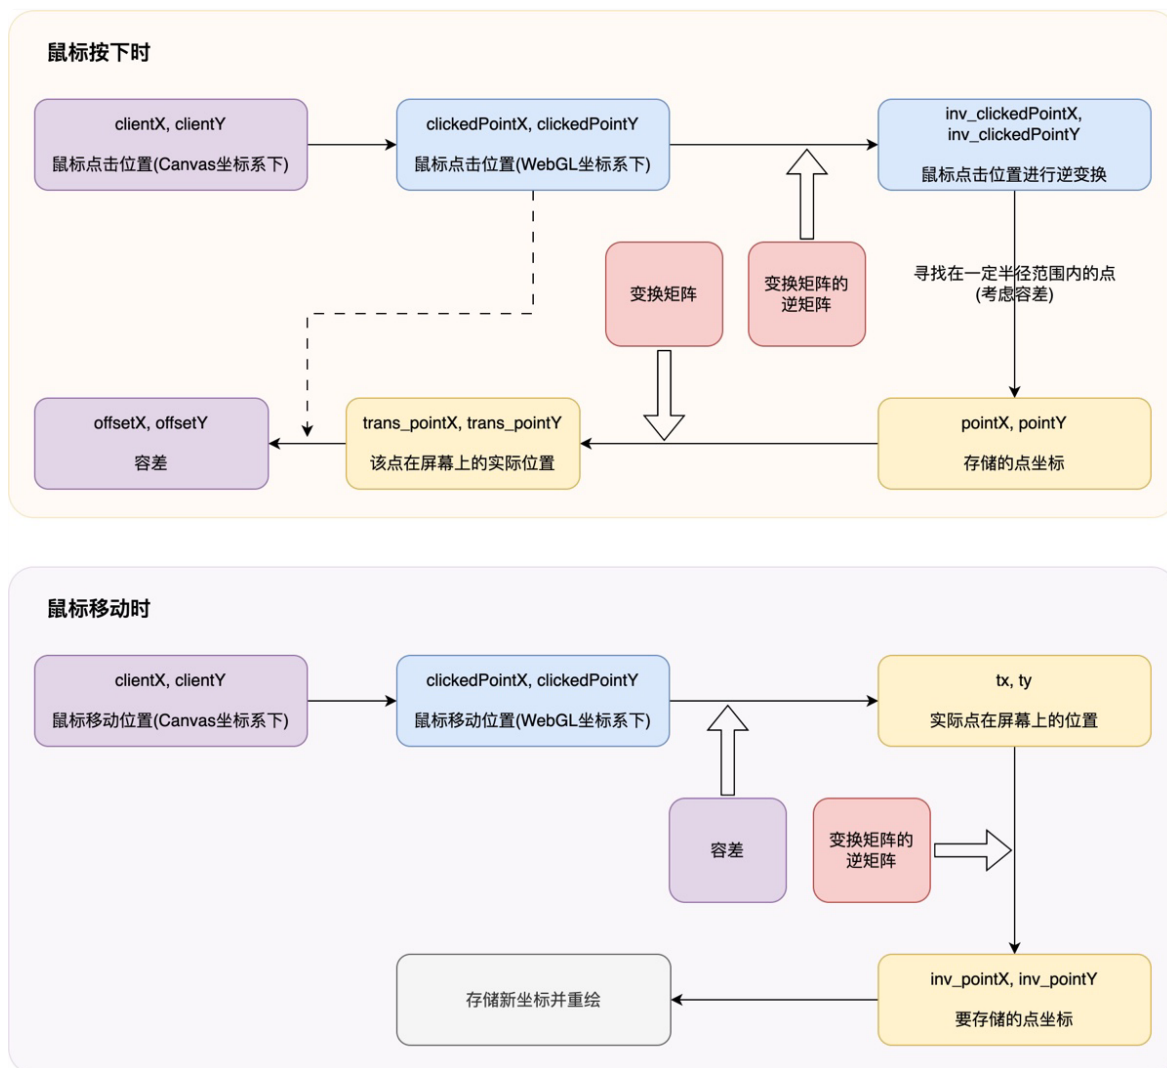 鼠标按下时
clientX, clientY
鼠标点击位置(Canvas坐标系下)
clickedPointX, clickedPointY
鼠标点击位置(WebGL坐标系下)
inv_clickedPointX,
inv_clickedPointY
鼠标点击位置进行逆变换
变换矩阵
变换矩阵的
逆矩阵
寻找在一定半径范围内的点
(考虑容差)
offsetX, offsetY
容差
trans_pointX, trans_pointY
该点在屏幕上的实际位置
pointX, pointY
存储的点坐标
鼠标移动时
clientX, clientY
鼠标移动位置(Canvas坐标系下)
clickedPointX, clickedPointY
鼠标移动位置(WebGL坐标系下)
tx, ty
实际点在屏幕上的位置
容差
变换矩阵的
逆矩阵
存储新坐标并重绘
inv_pointX, inv_pointY
要存储的点坐标